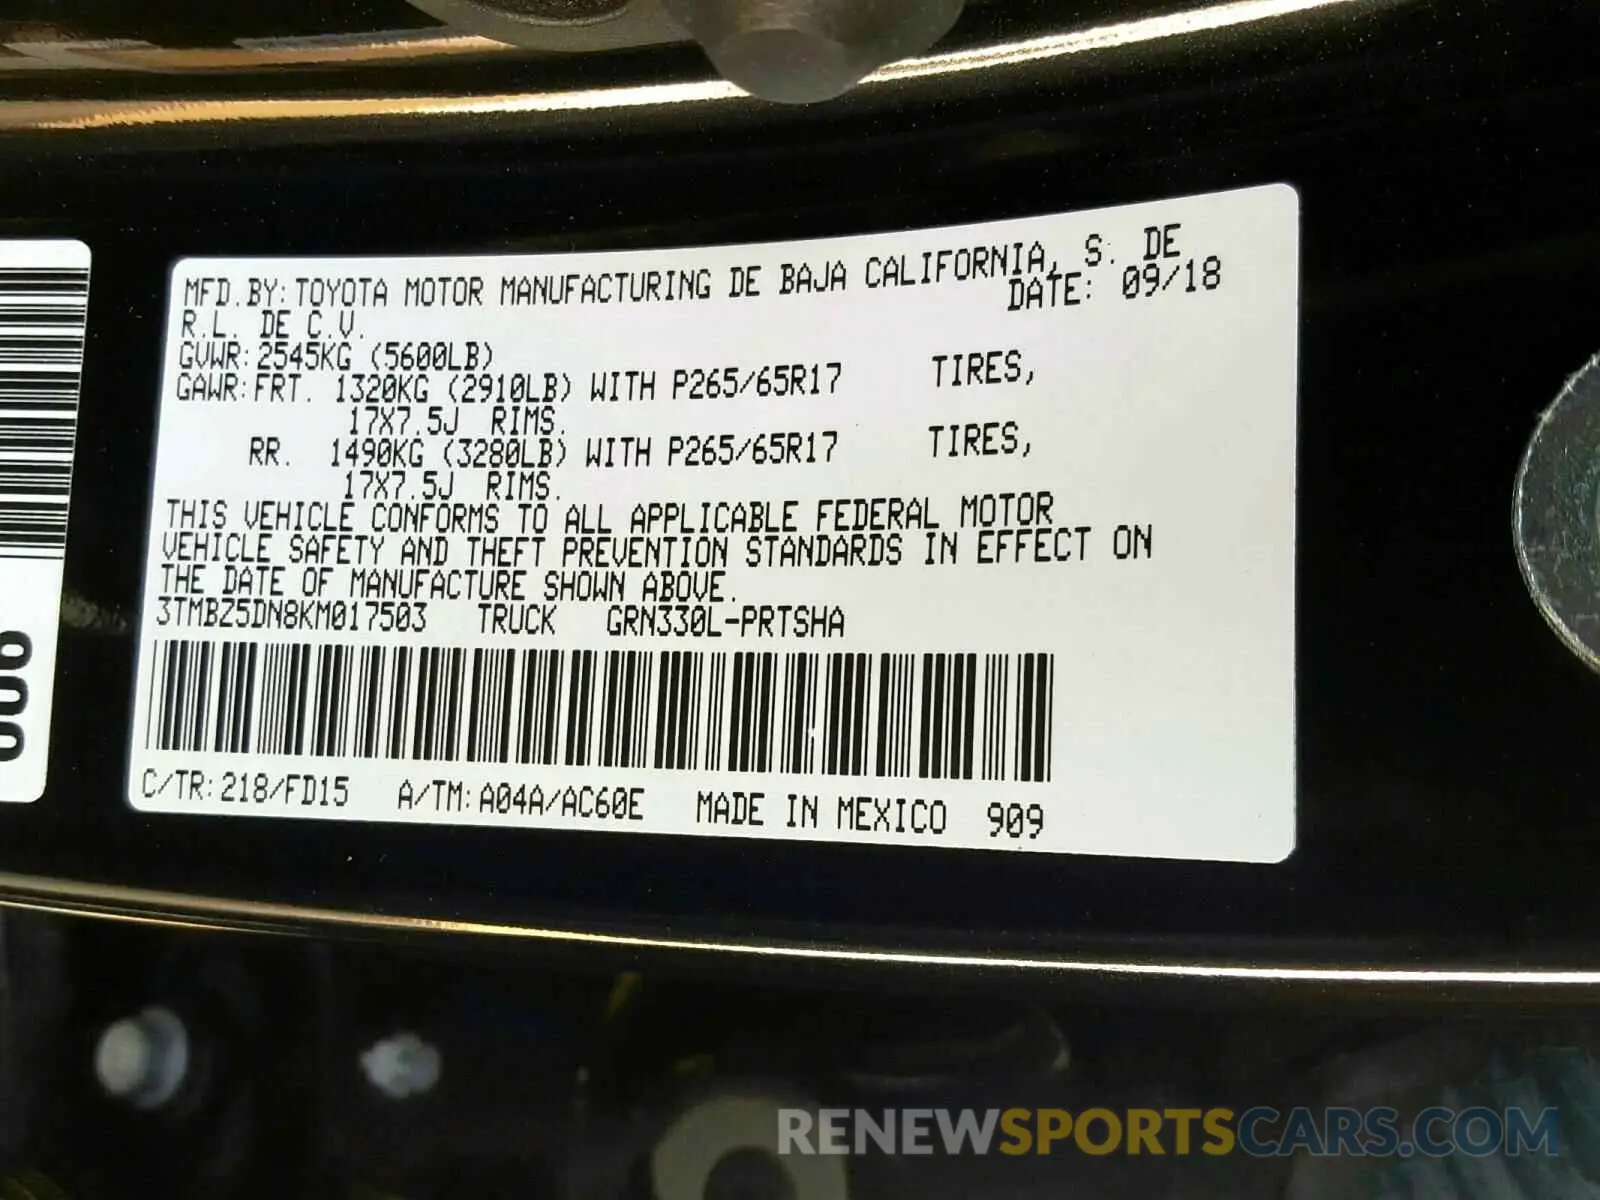 MFD.BY:TOYOTA MOTOR MANUFACTURING DE BAJA CALIFORNIA, S. DE
R.L. DE C.V. DATE: 09/18
GVWR:2545KG (5600LB)
GAWR:FRT. 1320KG (2910LB) WITH P265/65R17 TIRES,
17X7.5J RIMS.
RR. 1490KG (3280LB) WITH P265/65R17 TIRES,
17X7.5J RIMS.
THIS VEHICLE CONFORMS TO ALL APPLICABLE FEDERAL MOTOR
VEHICLE SAFETY AND THEFT PREVENTION STANDARDS IN EFFECT ON
THE DATE OF MANUFACTURE SHOWN ABOVE.
3TMBZ5DN8KM017503 TRUCK GRN330L-PRTSHA
C/TR:218/FD15 A/TM:A04A/AC60E MADE IN MEXICO 909
RENEWSPORTSCARS.COM